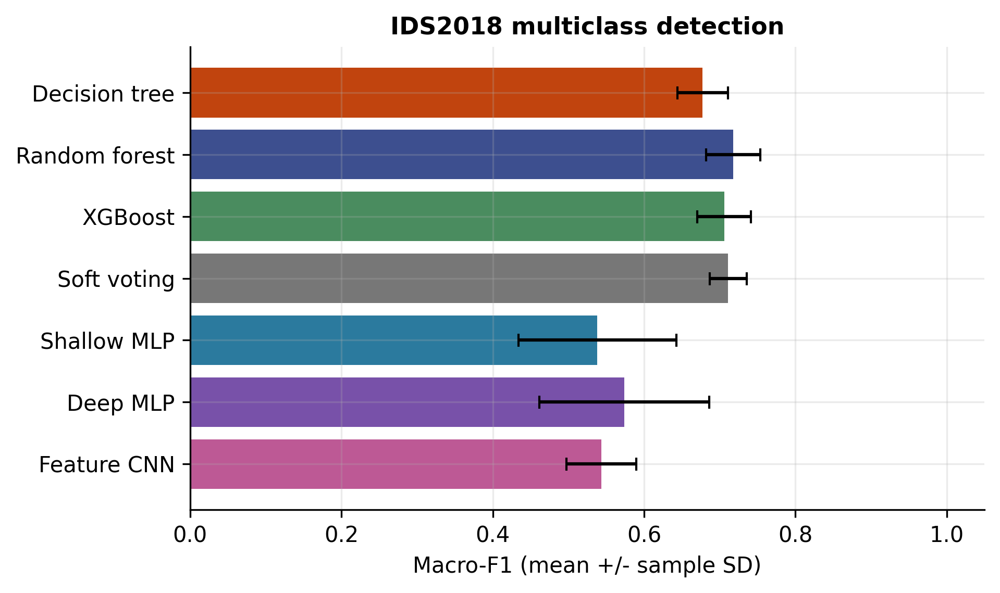 IDS2018 multiclass detection
Decision tree
Random forest
XGBoost
Soft voting
Shallow MLP
Deep MLP
Feature CNN
0.0 0.2 0.4 0.6 0.8 1.0
Macro-F1 (mean +/- sample SD)